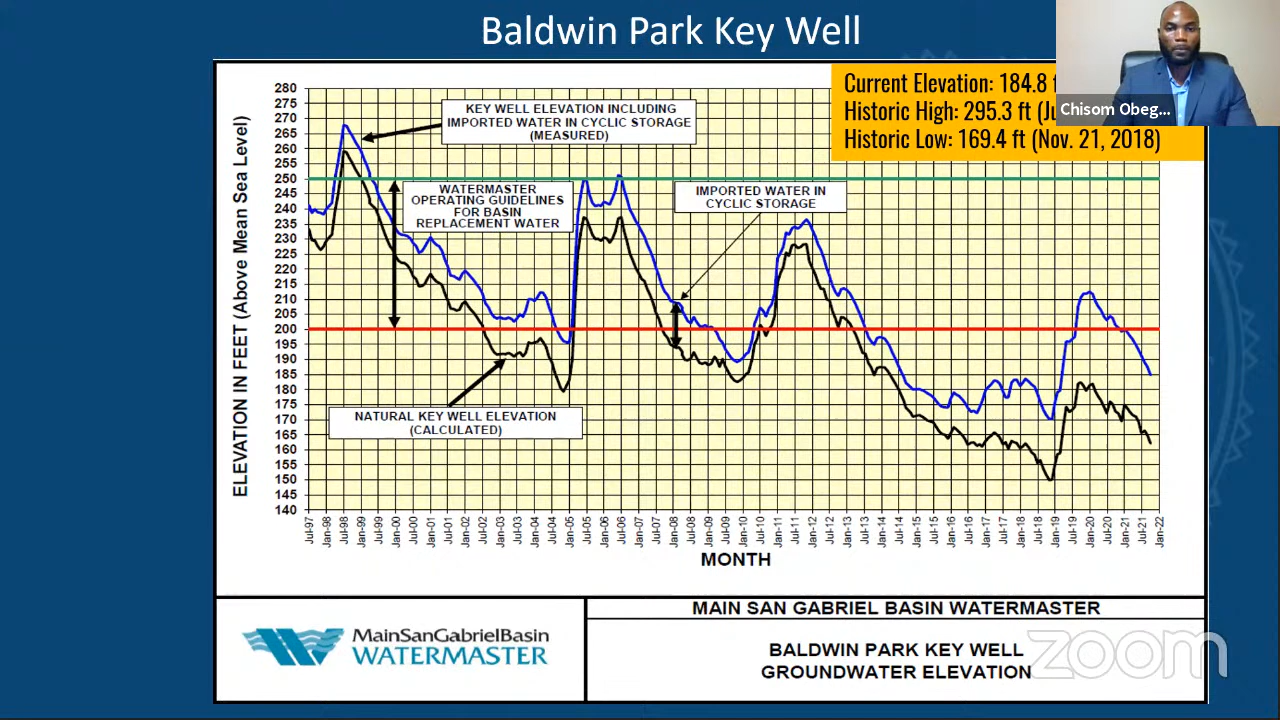 Baldwin Park Key Well
Current Elevation: 184.8
Historic High: 295.3 ft
Historic Low: 169.4 ft (Nov. 21, 2018)
Chisom Obeg...
KEY WELL ELEVATION INCLUDING
IMPORTED WATER IN CYCLIC STORAGE
(MEASURED)
WATERMASTER
OPERATING GUIDELINES
FOR BASIN
REPLACEMENT WATER
IMPORTED WATER IN
CYCLIC STORAGE
NATURAL KEY WELL ELEVATION
(CALCULATED)
ELEVATION IN FEET (Above Mean Sea Level)
280
275
270
265
260
255
250
245
240
235
230
225
220
215
210
205
200
195
190
185
180
175
170
165
160
155
150
145
140
Jul-97
Jan-98
Jul-98
Jan-99
Jul-99
Jan-00
Jul-00
Jan-01
Jul-01
Jan-02
Jul-02
Jan-03
Jul-03
Jan-04
Jul-04
Jan-05
Jul-05
Jan-06
Jul-06
Jan-07
Jul-07
Jan-08
Jul-08
Jan-09
Jul-09
Jan-10
Jul-10
Jan-11
Jul-11
Jan-12
Jul-12
Jan-13
Jul-13
Jan-14
Jul-14
Jan-15
Jul-15
Jan-16
Jul-16
Jan-17
Jul-17
Jan-18
Jul-18
Jan-19
Jul-19
Jan-20
Jul-20
Jan-21
Jul-21
Jan-22
MONTH
MainSanGabrielBasin
WATERMASTER
MAIN SAN GABRIEL BASIN WATERMASTER
BALDWIN PARK KEY WELL
GROUNDWATER ELEVATION
zoom